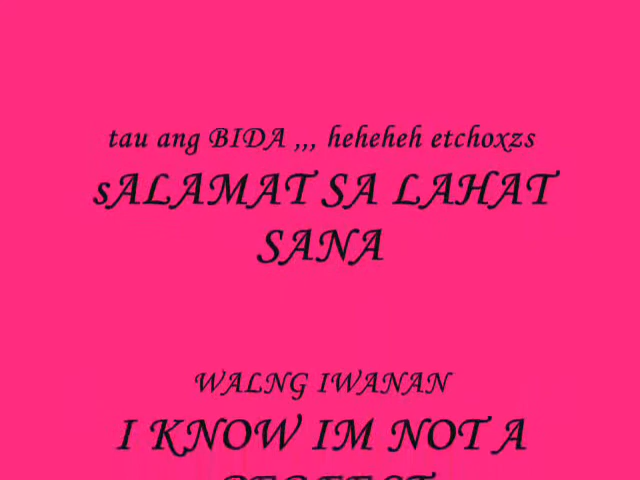 tau ang BIDA ,,, heheheh etchoxzs
sALAMAT SA LAHAT
SANA
WALNG IWANAN
I KNOW IM NOT A